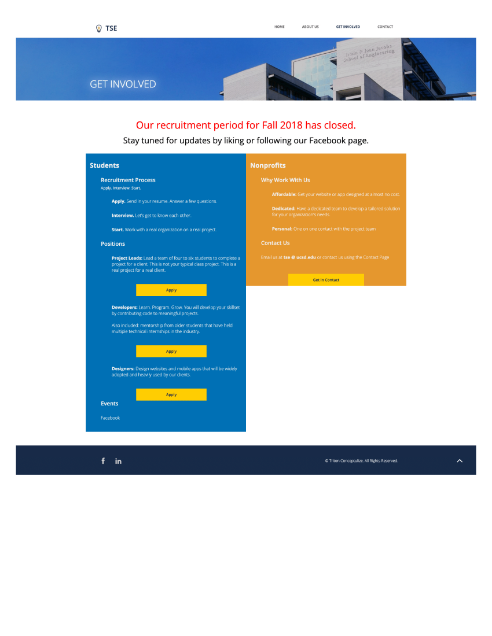 TSE
HOME ABOUT US GET INVOLVED CONTACT
GET INVOLVED
Our recruitment period for Fall 2018 has closed.
Stay tuned for updates by liking or following our Facebook page.
Students
Recruitment Process
Apply. Interview. Start.
Apply. Send in your resume. Answer a few questions.
Interview. Let's get to know each other.
Start. Work with a real organization on a real project.
Positions
Project Leads: Lead a team of four to six students to complete a
project for a client. This is not your typical class project. This is a
real project for a real client.
Apply
Developers: Learn. Program. Grow. You will develop your skillset
by contributing code to meaningful projects.
Also included: mentorship from older students that have held
multiple technical internships in the industry.
Apply
Designers: Design websites and mobile apps that will be widely
adopted and heavily used by our clients.
Apply
Events
Facebook
Nonprofits
Why Work With Us
Affordable: Get your website or app designed at a small no cost.
Dedicated: Have a dedicated team to develop a tailored solution
for your organization's needs.
Personal: One on one contact with the project team.
Contact Us
Email us at tse @ ucsd.edu or contact us using the Contact Page
Get in Contact
All Rights Reserved.